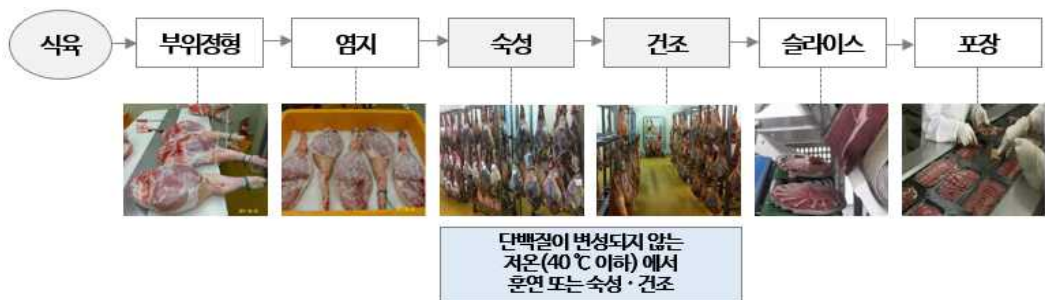 식육
부위정형
염지
숙성
건조
슬라이스
포장
단백질이 변성되지 않는
저온(40 ℃ 이하) 에서
훈연 또는 숙성 · 건조